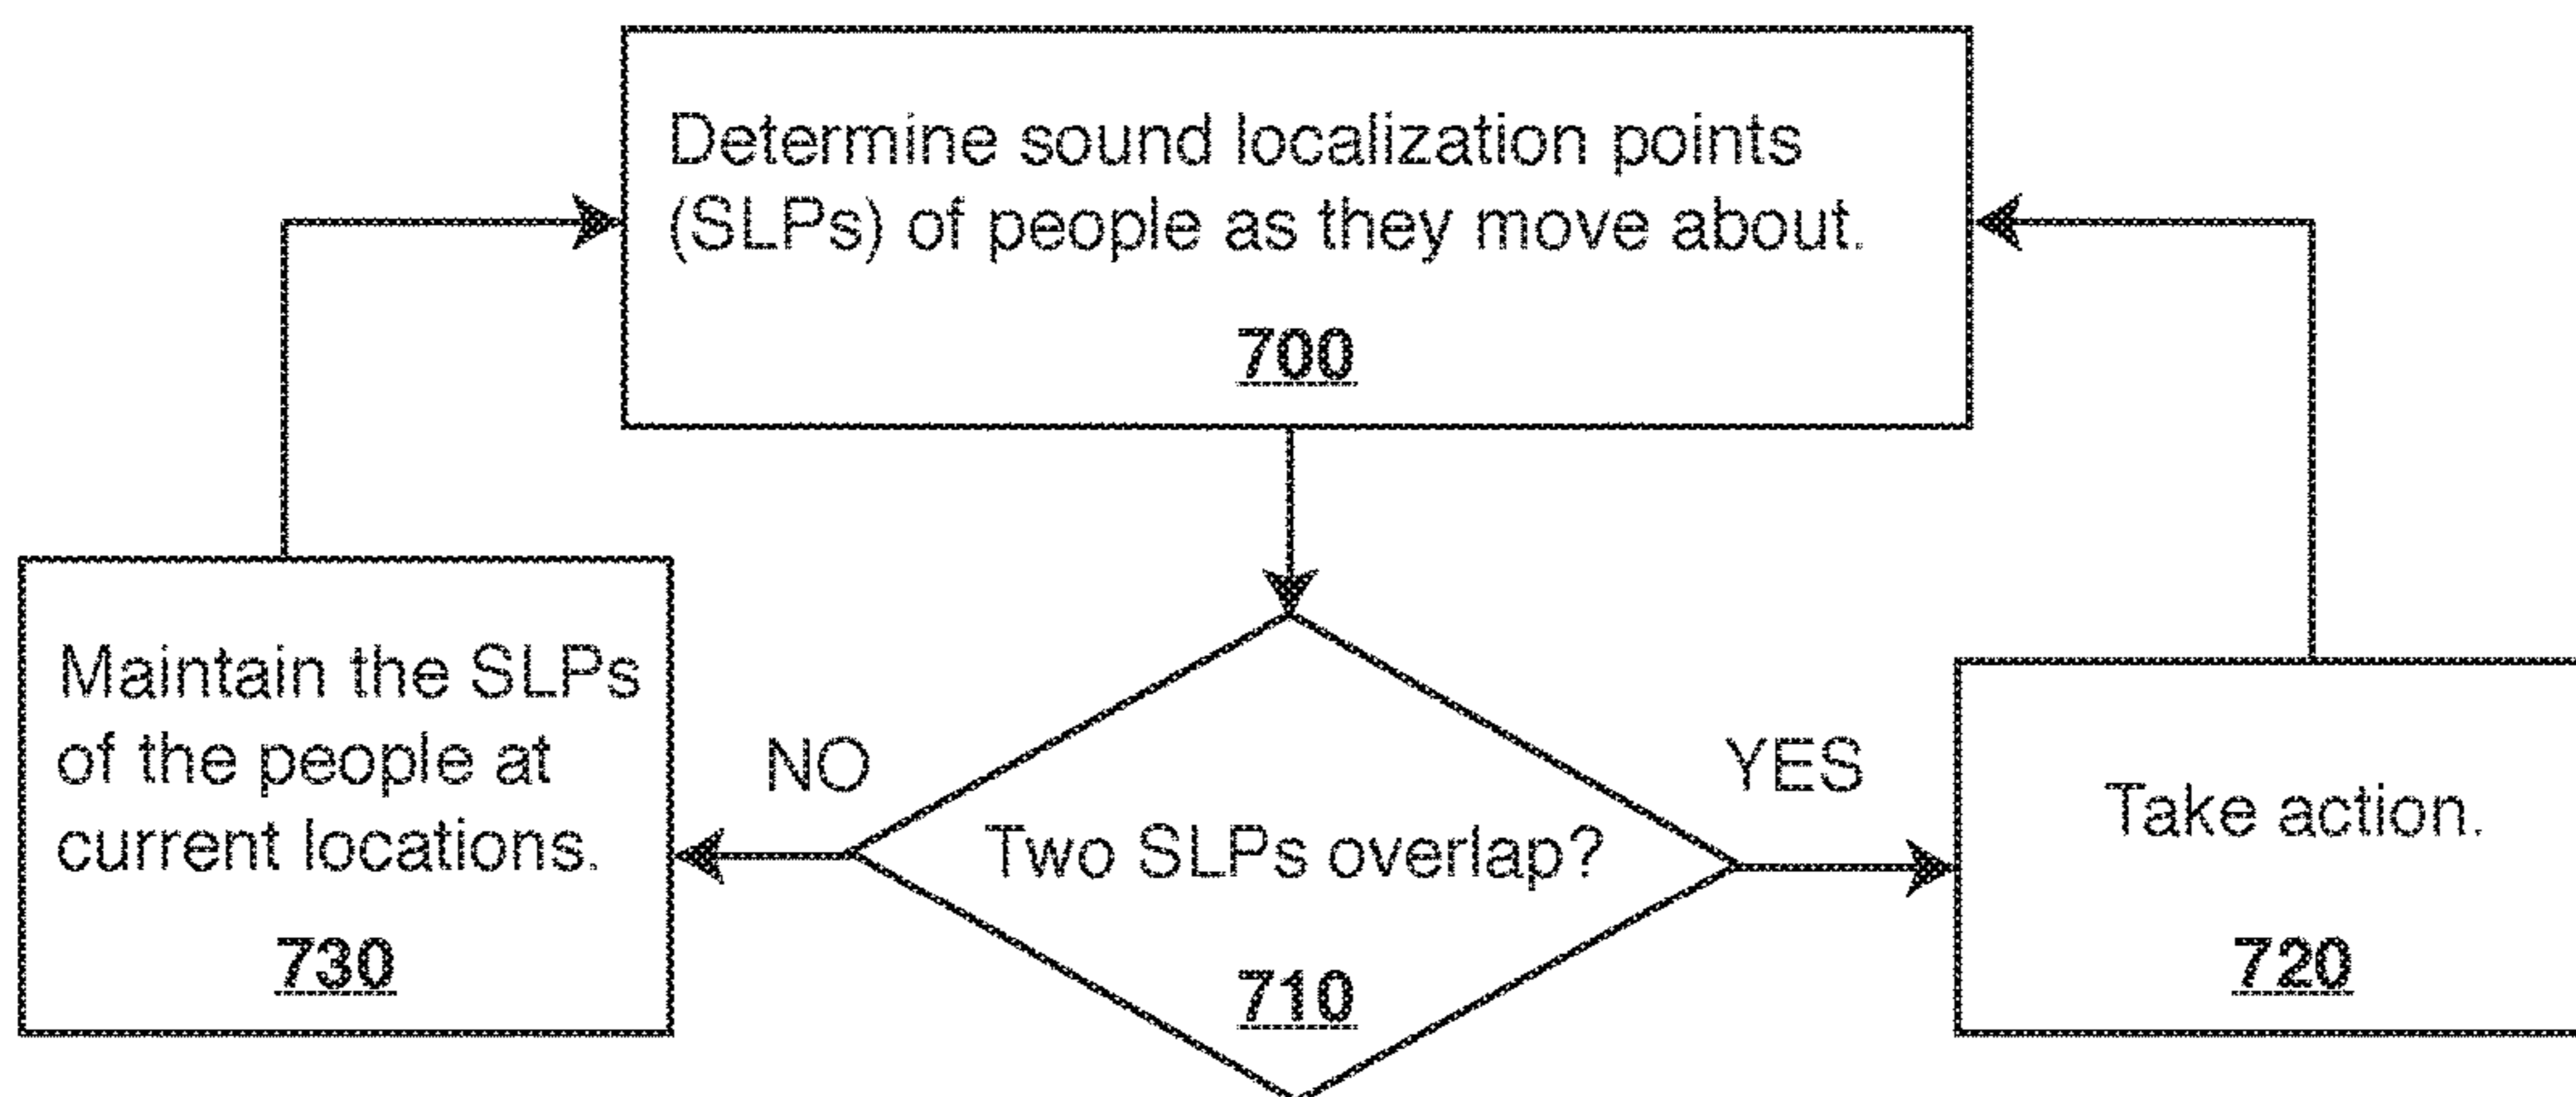 Determine sound localization points
(SLPs) of people as they move about.
700
Maintain the SLPs
of the people at
current locations.
730
NO
Two SLPs overlap?
710
YES
Take action.
720